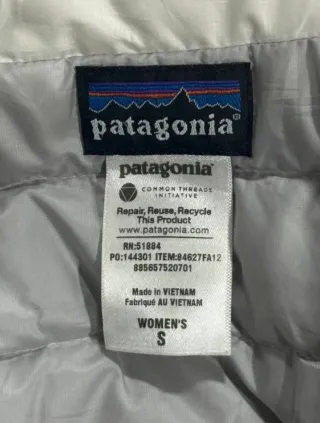 patagonia®
patagonia®
COMMON THREADS
INITIATIVE
Repair, Reuse, Recycle
This Product
www.patagonia.com
RN:51884
PO:144301 ITEM:84627FA12
885657520701
Made in VIETNAM
Fabriqué AU VIETNAM
WOMEN'S
S